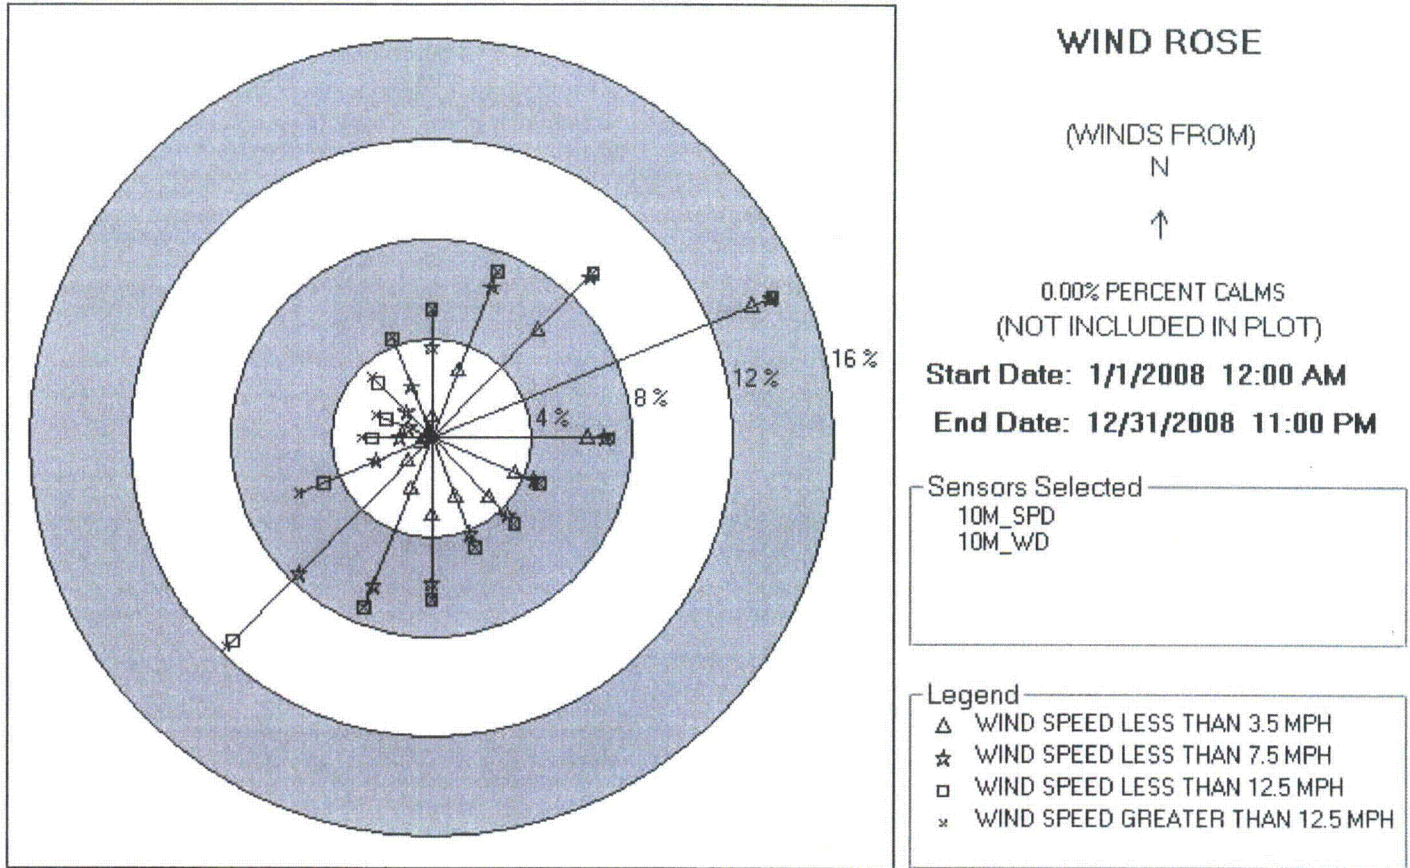 WIND ROSE
(WINDS FROM)
N
0.00% PERCENT CALMS
(NOT INCLUDED IN PLOT)
Start Date: 1/1/2008 12:00 AM
End Date: 12/31/2008 11:00 PM
4 %
8 %
12 %
16 %
Sensors Selected
10M_SPD
10M_WD
Legend
WIND SPEED LESS THAN 3.5 MPH
WIND SPEED LESS THAN 7.5 MPH
WIND SPEED LESS THAN 12.5 MPH
WIND SPEED GREATER THAN 12.5 MPH